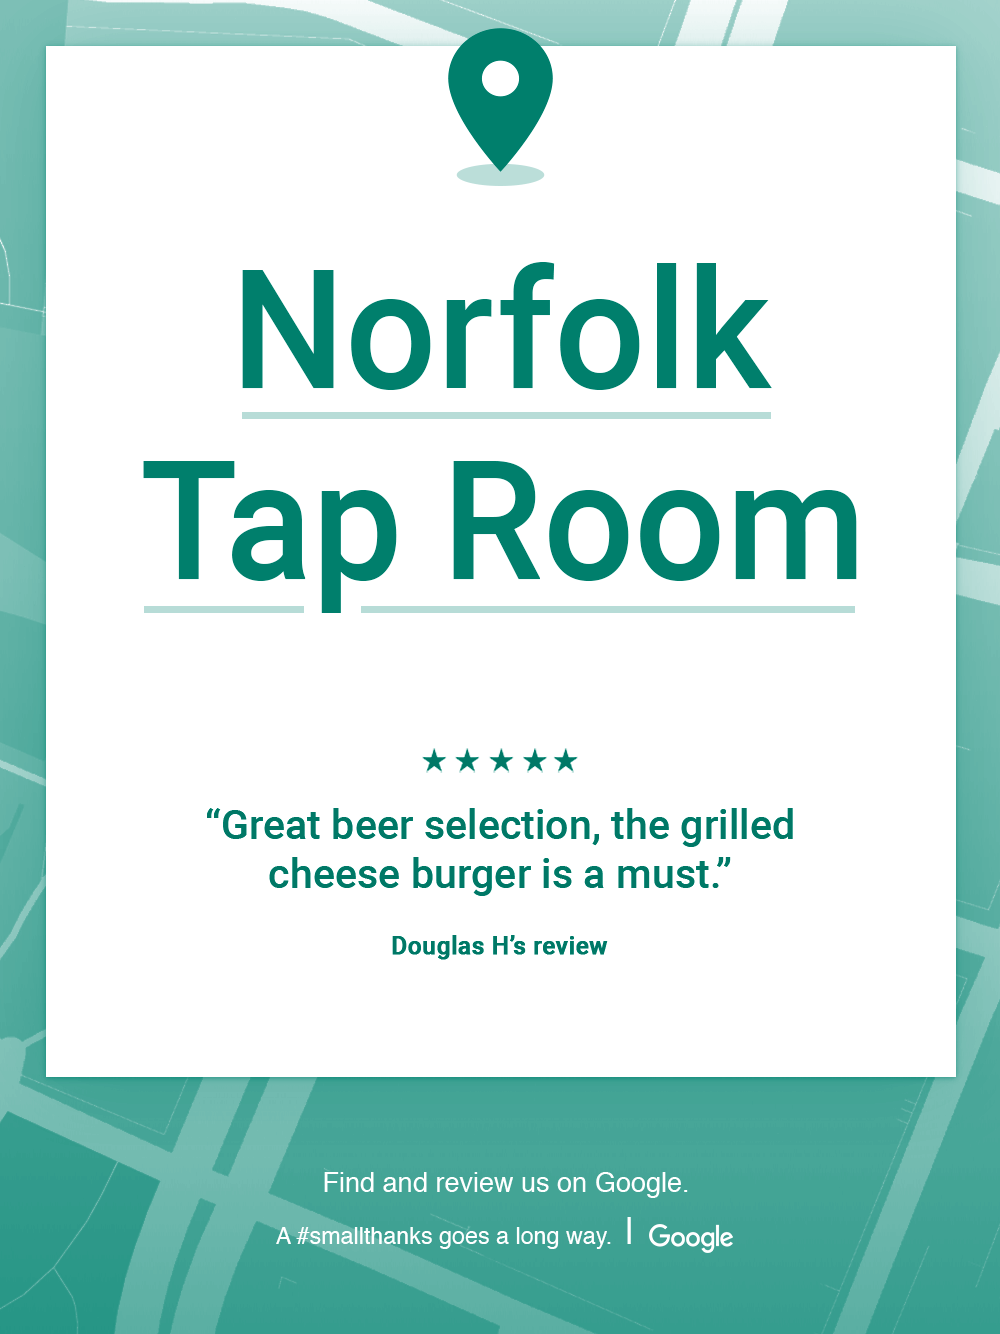 Norfolk
Tap Room
★★★★★
“Great beer selection, the grilled
cheese burger is a must.”
Douglas H’s review
Find and review us on Google.
A #smallthanks goes a long way. | Google